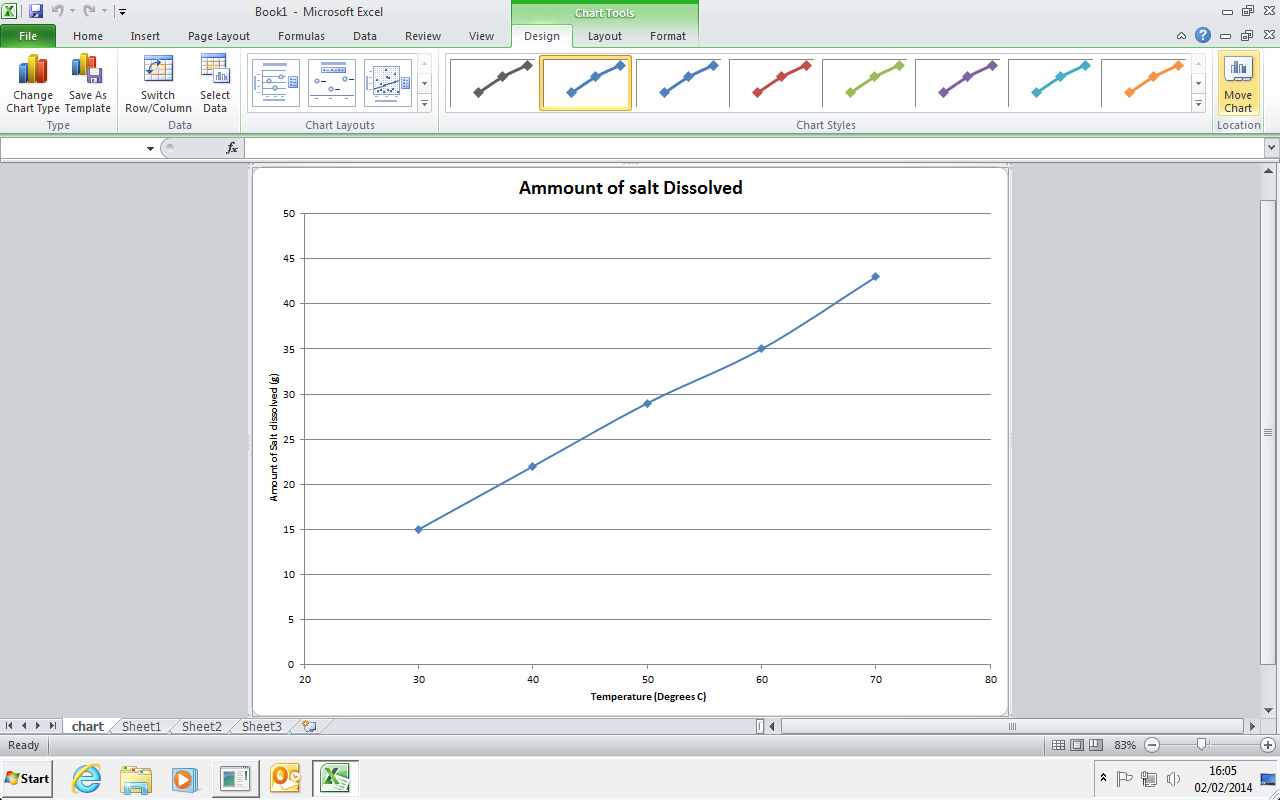 Book1 - Microsoft Excel
Chart Tools
File Home Insert Page Layout Formulas Data Review View Design Layout Format
Change Chart Type
Save As Template
Switch Row/Column
Select Data
Move Chart
Type Data Chart Layouts Chart Styles Location
fx
Ammount of salt Dissolved
50
45
40
35
30
25
20
15
10
5
0
Amount of Salt dissolved (g)
20 30 40 50 60 70 80
Temperature (Degrees C)
chart Sheet1 Sheet2 Sheet3
Ready 83%
Start
16:05
02/02/2014